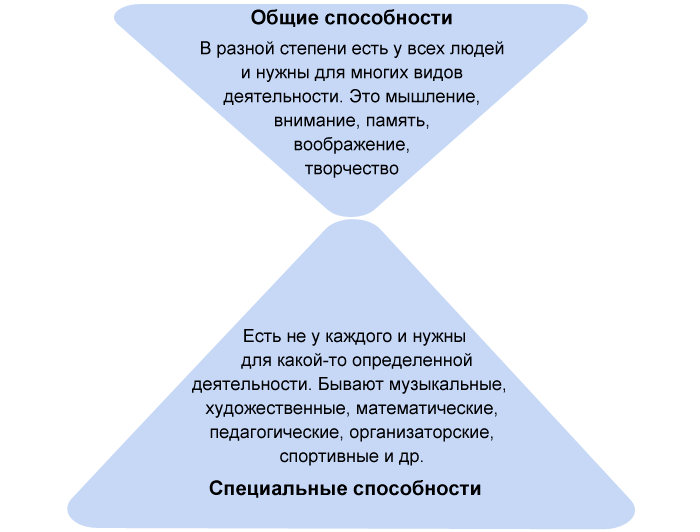 Общие способности
В разной степени есть у всех людей
и нужны для многих видов
деятельности. Это мышление,
внимание, память,
воображение,
творчество
Есть не у каждого и нужны
для какой-то определенной
деятельности. Бывают музыкальные,
художественные, математические,
педагогические, организаторские,
спортивные и др.
Специальные способности